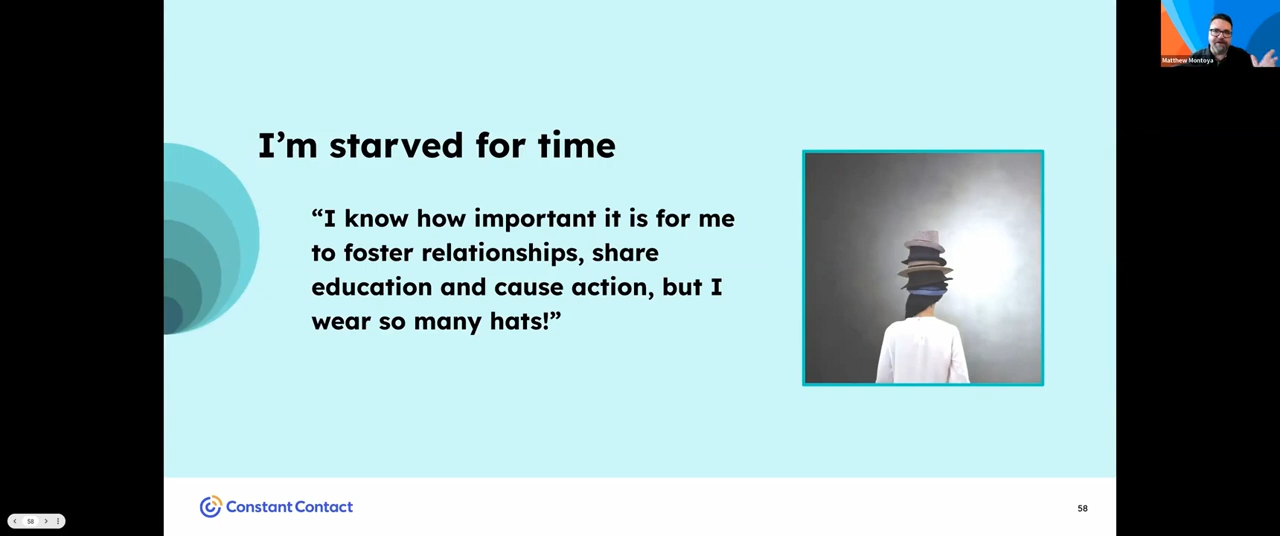 Matthew Montoya
I’m starved for time
“I know how important it is for me
to foster relationships, share
education and cause action, but I
wear so many hats!”
Constant Contact
58
58